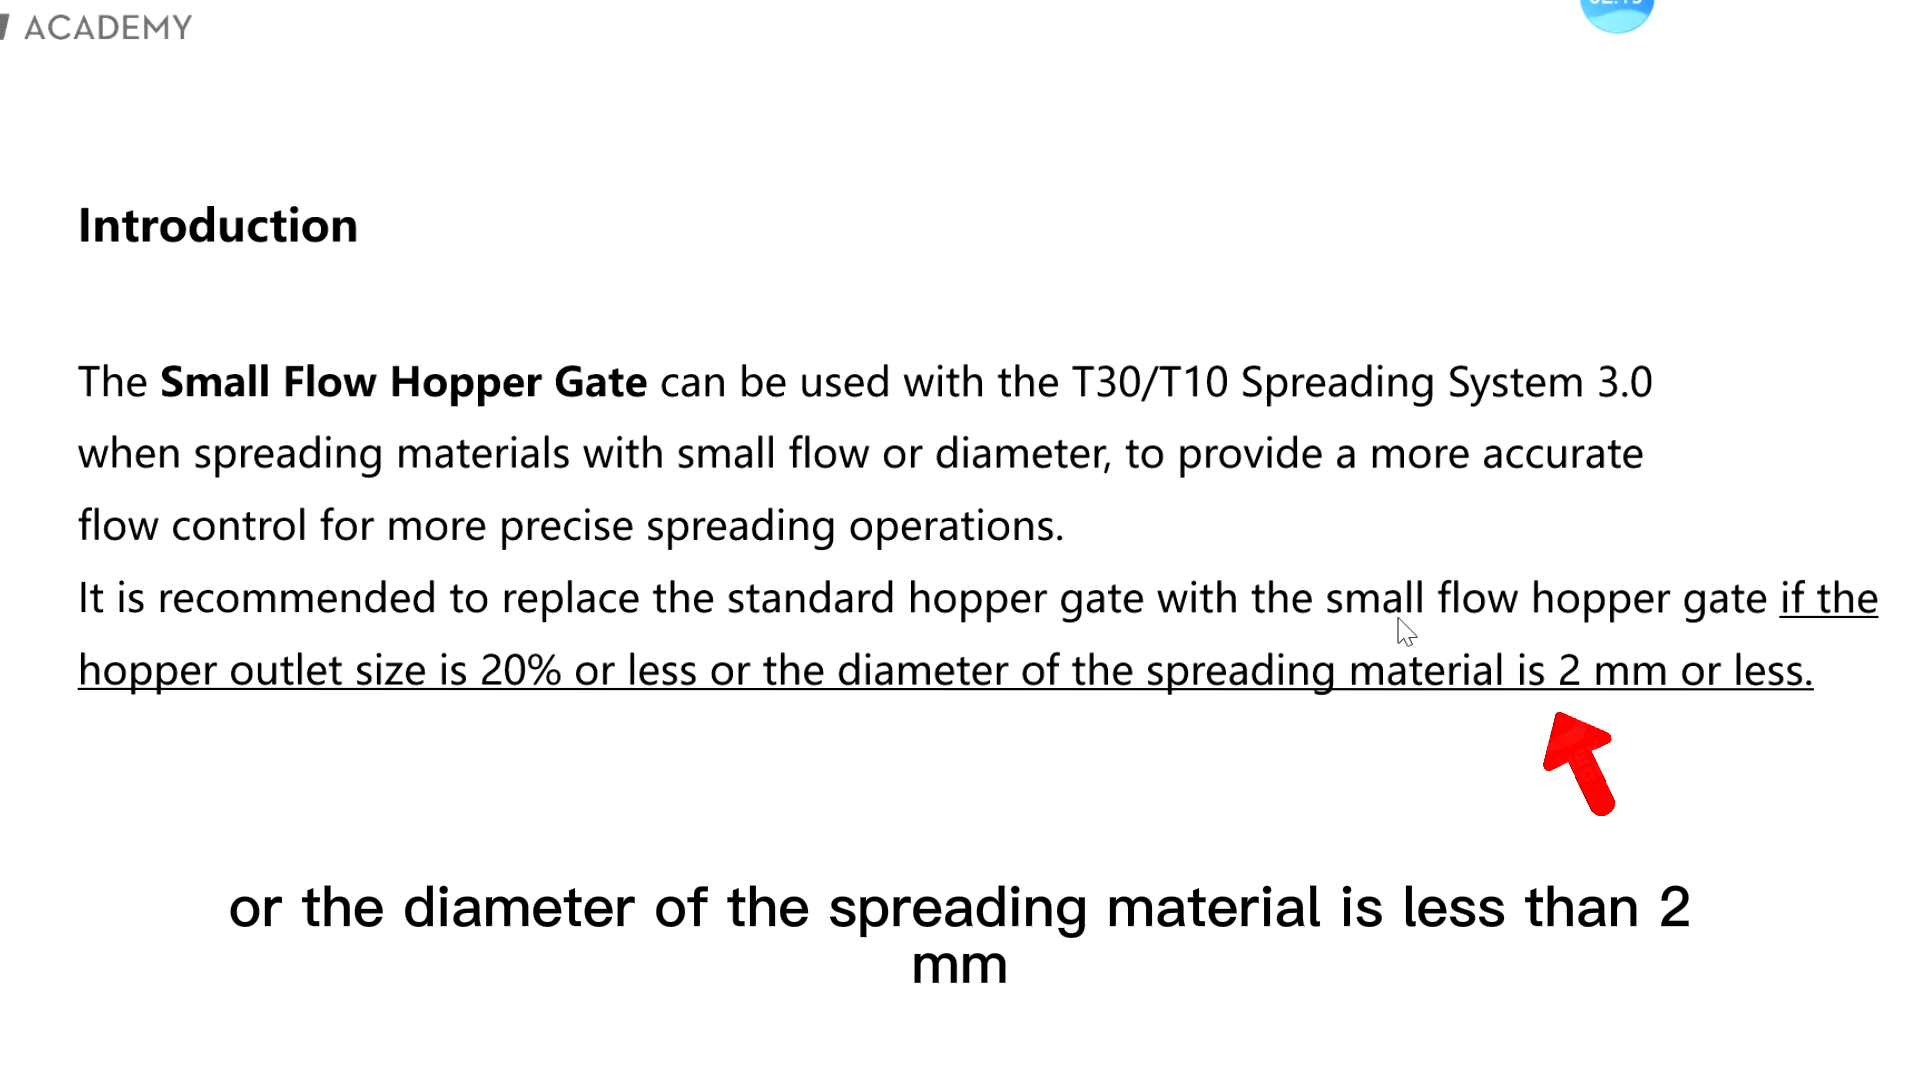 ACADEMY
Introduction
The Small Flow Hopper Gate can be used with the T30/T10 Spreading System 3.0
when spreading materials with small flow or diameter, to provide a more accurate
flow control for more precise spreading operations.
It is recommended to replace the standard hopper gate with the small flow hopper gate if the
hopper outlet size is 20% or less or the diameter of the spreading material is 2 mm or less.
or the diameter of the spreading material is less than 2
mm